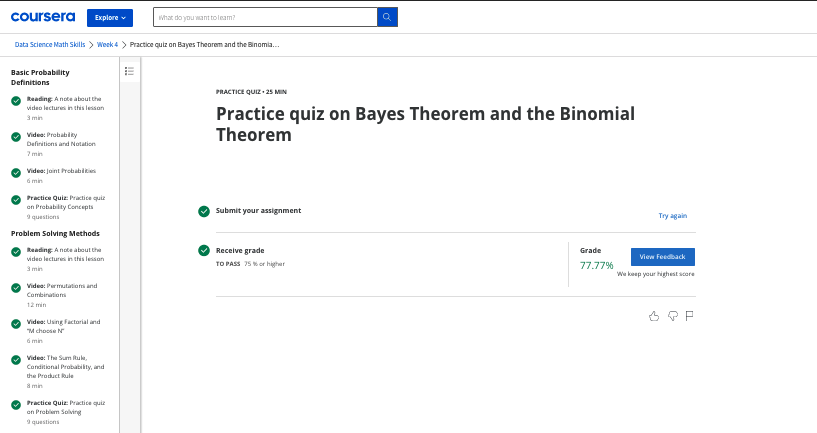 coursera
Explore
What do you want to learn?
Data Science Math Skills
Week 4
Practice quiz on Bayes Theorem and the Binomia...
Basic Probability
Definitions
Reading: A note about the
video lectures in this lesson
3 min
Video: Probability
Definitions and Notation
7 min
Video: Joint Probabilities
6 min
Practice Quiz: Practice quiz
on Probability Concepts
9 questions
Problem Solving Methods
Reading: A note about the
video lectures in this lesson
3 min
Video: Permutations and
Combinations
12 min
Video: Using Factorial and
"M choose N"
6 min
Video: The Sum Rule,
Conditional Probability, and
the Product Rule
8 min
Practice Quiz: Practice quiz
on Problem Solving
9 questions
PRACTICE QUIZ • 25 MIN
Practice quiz on Bayes Theorem and the Binomial
Theorem
Submit your assignment
Try again
Receive grade
TO PASS 75 % or higher
Grade
77.77%
View Feedback
We keep your highest score